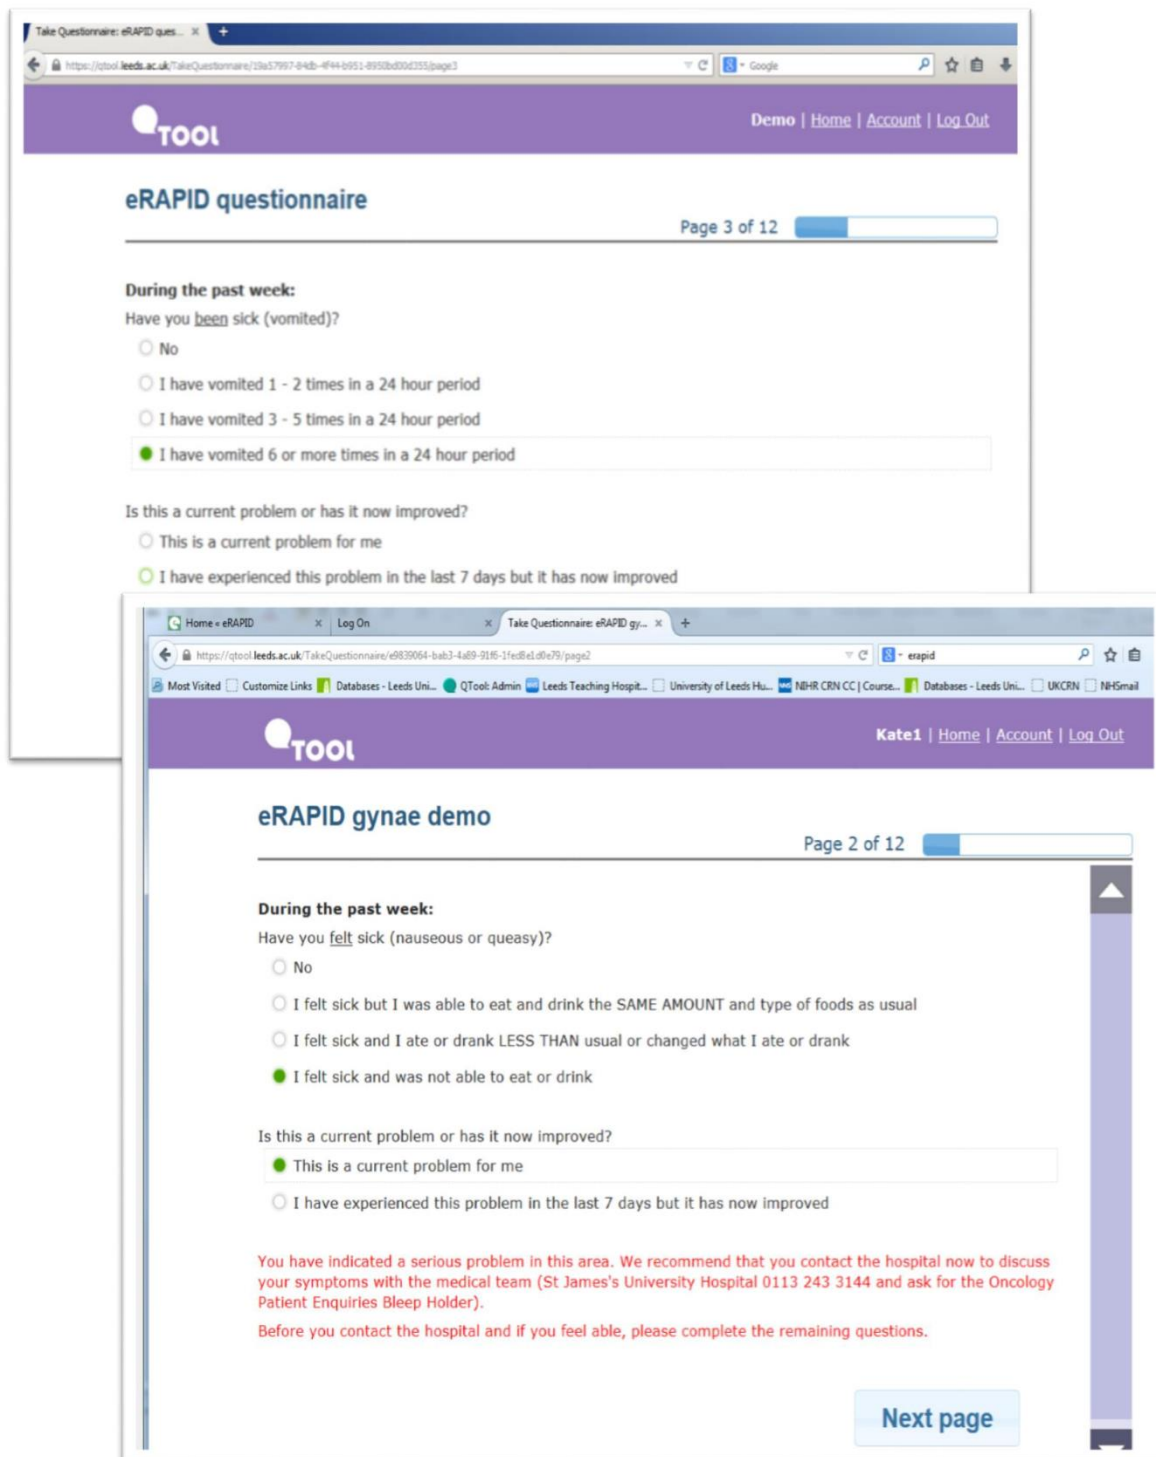 Take Questionnaire: eRAPID ques... × +
https://qtool.leeds.ac.uk/TakeQuestionnaire/19a57997-84db-4f44-b951-8950bd00d355/page3 Google
TOOL
Demo | Home | Account | Log Out
eRAPID questionnaire
Page 3 of 12
During the past week:
Have you been sick (vomited)?
No
I have vomited 1 - 2 times in a 24 hour period
I have vomited 3 - 5 times in a 24 hour period
I have vomited 6 or more times in a 24 hour period
Is this a current problem or has it now improved?
This is a current problem for me
I have experienced this problem in the last 7 days but it has now improved
Home « eRAPID × Log On × Take Questionnaire: eRAPID gy... × +
https://qtool.leeds.ac.uk/TakeQuestionnaire/e9839064-bab3-4a89-91f6-1fed8e1d0e79/page2 erapid
Most Visited Customize Links Databases - Leeds Uni... QTool: Admin Leeds Teaching Hospit... University of Leeds Hu... NIHR CRN CC | Course... Databases - Leeds Uni... UKCRN NHSmail
TOOL
Kate1 | Home | Account | Log Out
eRAPID gynae demo
Page 2 of 12
During the past week:
Have you felt sick (nauseous or queasy)?
No
I felt sick but I was able to eat and drink the SAME AMOUNT and type of foods as usual
I felt sick and I ate or drank LESS THAN usual or changed what I ate or drank
I felt sick and was not able to eat or drink
Is this a current problem or has it now improved?
This is a current problem for me
I have experienced this problem in the last 7 days but it has now improved
You have indicated a serious problem in this area. We recommend that you contact the hospital now to discuss
your symptoms with the medical team (St James's University Hospital 0113 243 3144 and ask for the Oncology
Patient Enquiries Bleep Holder).
Before you contact the hospital and if you feel able, please complete the remaining questions.
Next page